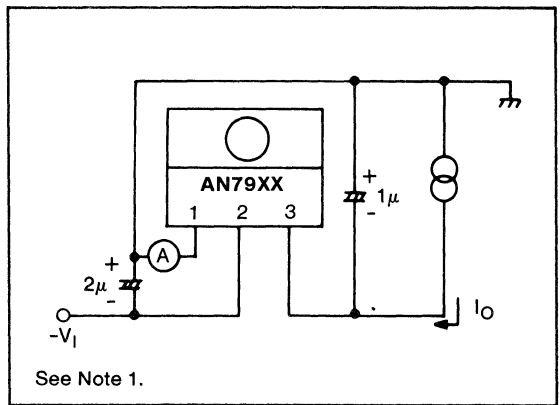 AN79XX
1 2 3
+
1μ
-
A
+
2μ
-
-VI
IO
See Note 1.